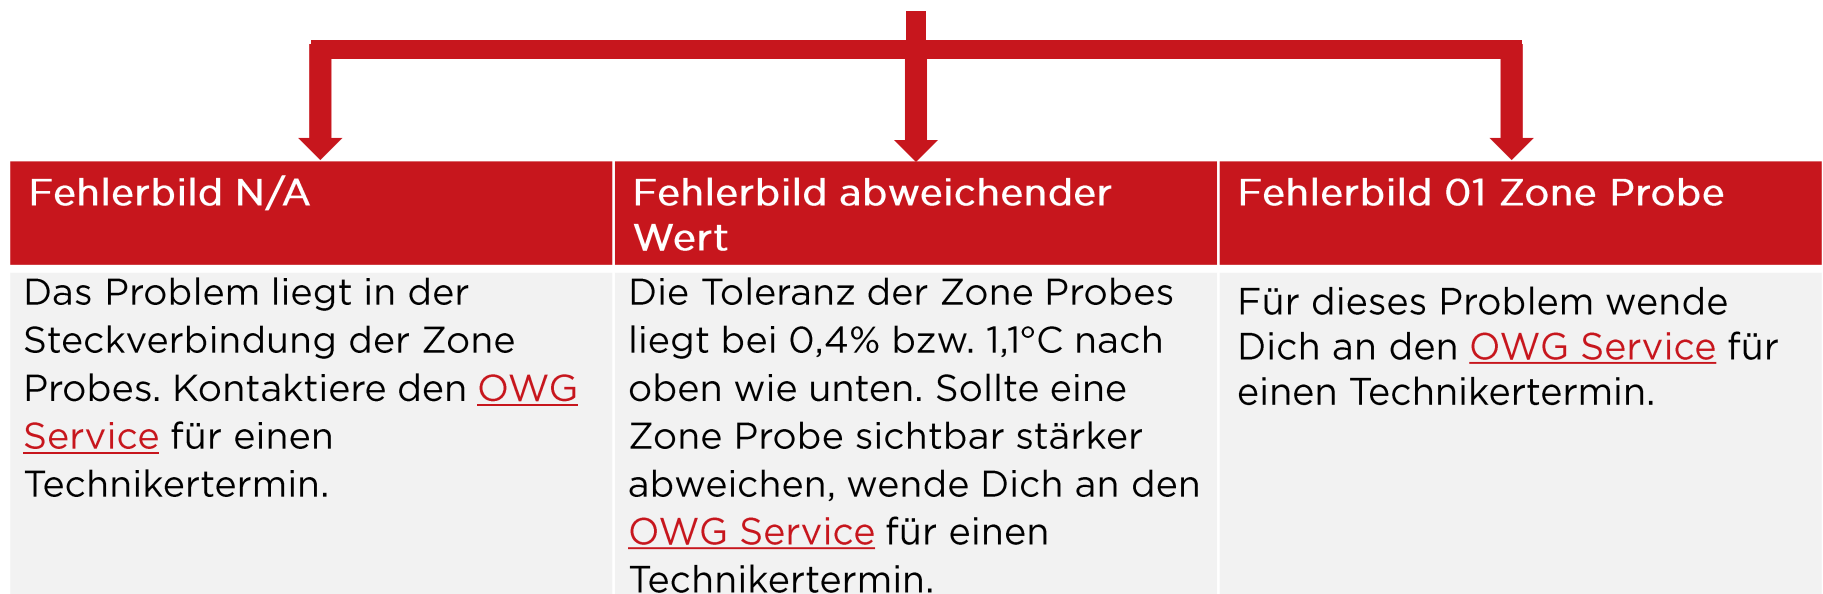 Fehlerbild N/A
Das Problem liegt in der
Steckverbindung der Zone
Probes. Kontaktiere den OWG
Service für einen
Technikertermin.
Fehlerbild abweichender
Wert
Die Toleranz der Zone Probes
liegt bei 0,4% bzw. 1,1°C nach
oben wie unten. Sollte eine
Zone Probe sichtbar stärker
abweichen, wende Dich an den
OWG Service für einen
Technikertermin.
Fehlerbild 01 Zone Probe
Für dieses Problem wende
Dich an den OWG Service für
einen Technikertermin.